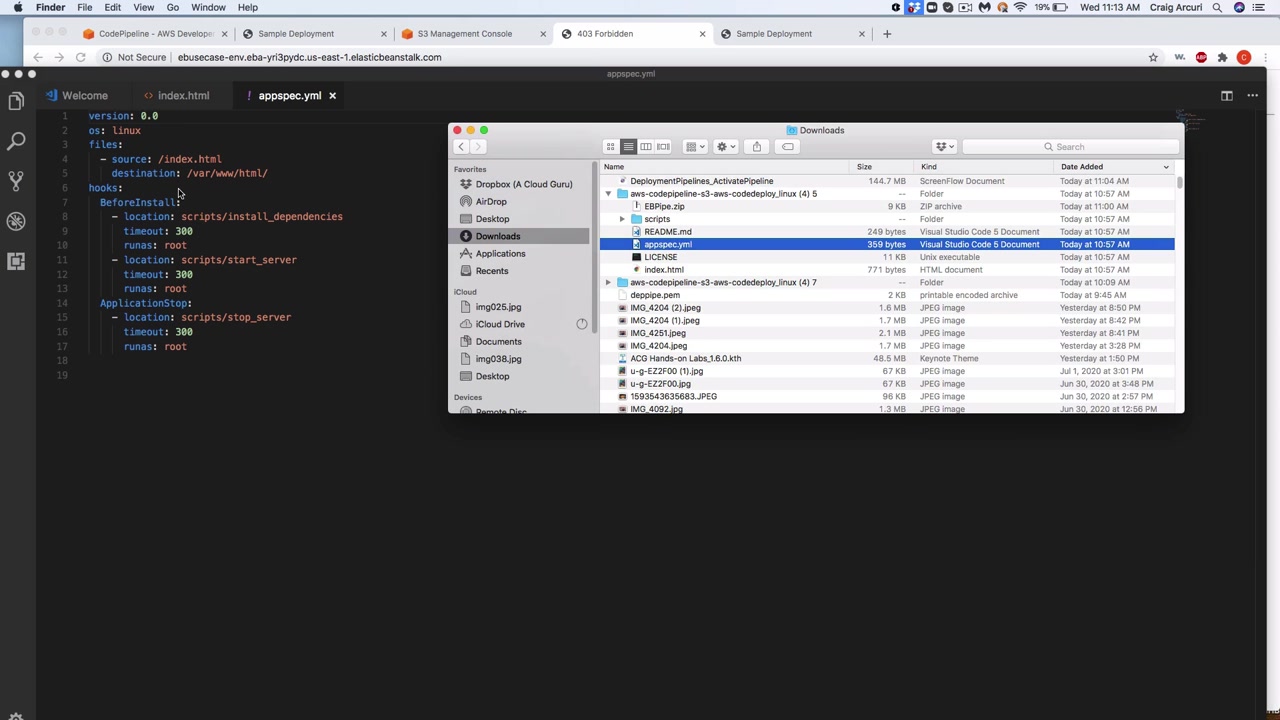 Finder File Edit View Go Window Help 19% Wed 11:13 AM Craig Arcuri
CodePipeline - AWS Develope Sample Deployment S3 Management Console 403 Forbidden Sample Deployment
Not Secure ebusecase-env.eba-yri3pydc.us-east-1.elasticbeanstalk.com
appspec.yml
Welcome index.html appspec.yml
1 version: 0.0
2 os: linux
3 files:
4 - source: /index.html
5 destination: /var/www/html/
6 hooks:
7 BeforeInstall:
8 - location: scripts/install_dependencies
9 timeout: 300
10 runas: root
11 - location: scripts/start_server
12 timeout: 300
13 runas: root
14 ApplicationStop:
15 - location: scripts/stop_server
16 timeout: 300
17 runas: root
18
19
Downloads
Search
Favorites
Dropbox (A Cloud Guru)
AirDrop
Desktop
Downloads
Applications
Recents
iCloud
img025.jpg
iCloud Drive
Documents
img038.jpg
Desktop
Devices
Remote Disc
Name Size Kind Date Added
DeploymentPipelines_ActivatePipeline 144.7 MB ScreenFlow Document Today at 11:04 AM
aws-codepipeline-s3-aws-codedeploy_linux (4) 5 -- Folder Today at 10:57 AM
EBPipe.zip 9 KB ZIP archive Today at 11:00 AM
scripts -- Folder Today at 10:57 AM
README.md 249 bytes Visual Studio Code 5 Document Today at 10:57 AM
appspec.yml 359 bytes Visual Studio Code 5 Document Today at 10:57 AM
LICENSE 11 KB Unix executable Today at 10:57 AM
index.html 771 bytes HTML document Today at 10:57 AM
aws-codepipeline-s3-aws-codedeploy_linux (4) 7 -- Folder Today at 10:09 AM
deppipe.pem 2 KB printable encoded archive Today at 9:45 AM
IMG_4204 (2).jpeg 1.6 MB JPEG image Yesterday at 8:50 PM
IMG_4204 (1).jpeg 1.7 MB JPEG image Yesterday at 8:42 PM
IMG_4251.jpeg 2.1 MB JPEG image Yesterday at 8:41 PM
IMG_4204.jpeg 1.7 MB JPEG image Yesterday at 3:28 PM
ACG Hands-on Labs_1.6.0.kth 48.5 MB Keynote Theme Yesterday at 1:50 PM
u-g-EZ2F00 (1).jpg 67 KB JPEG image Jul 1, 2020 at 3:01 PM
u-g-EZ2F00.jpg 67 KB JPEG image Jun 30, 2020 at 3:48 PM
1593543635683.JPEG 96 KB JPEG image Jun 30, 2020 at 2:57 PM
IMG_4092.jpg 1.3 MB JPEG image Jun 30, 2020 at 12:56 PM